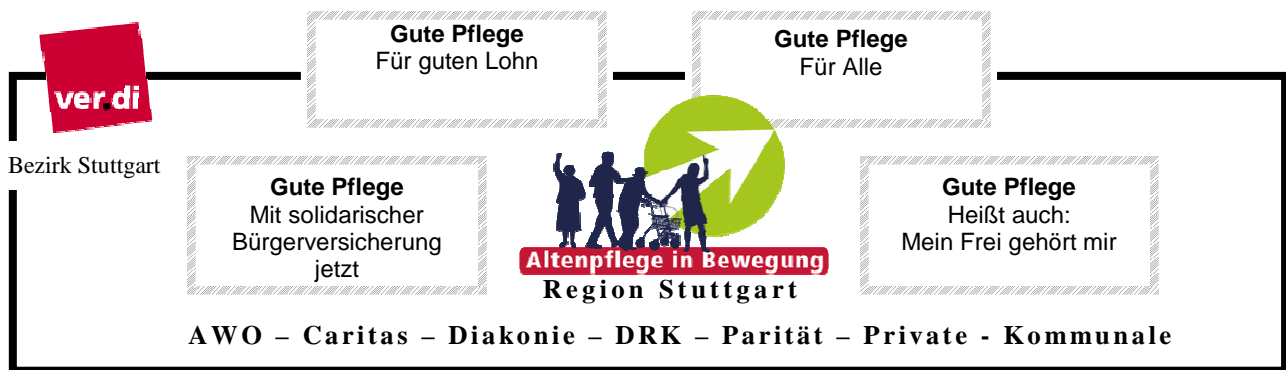 Gute Pflege
Für guten Lohn
Gute Pflege
Für Alle
ver.di
Bezirk Stuttgart
Gute Pflege
Mit solidarischer
Bürgerversicherung
jetzt
Gute Pflege
Heißt auch:
Mein Frei gehört mir
Altenpflege in Bewegung
Region Stuttgart
AWO – Caritas – Diakonie – DRK – Parität – Private - Kommunale